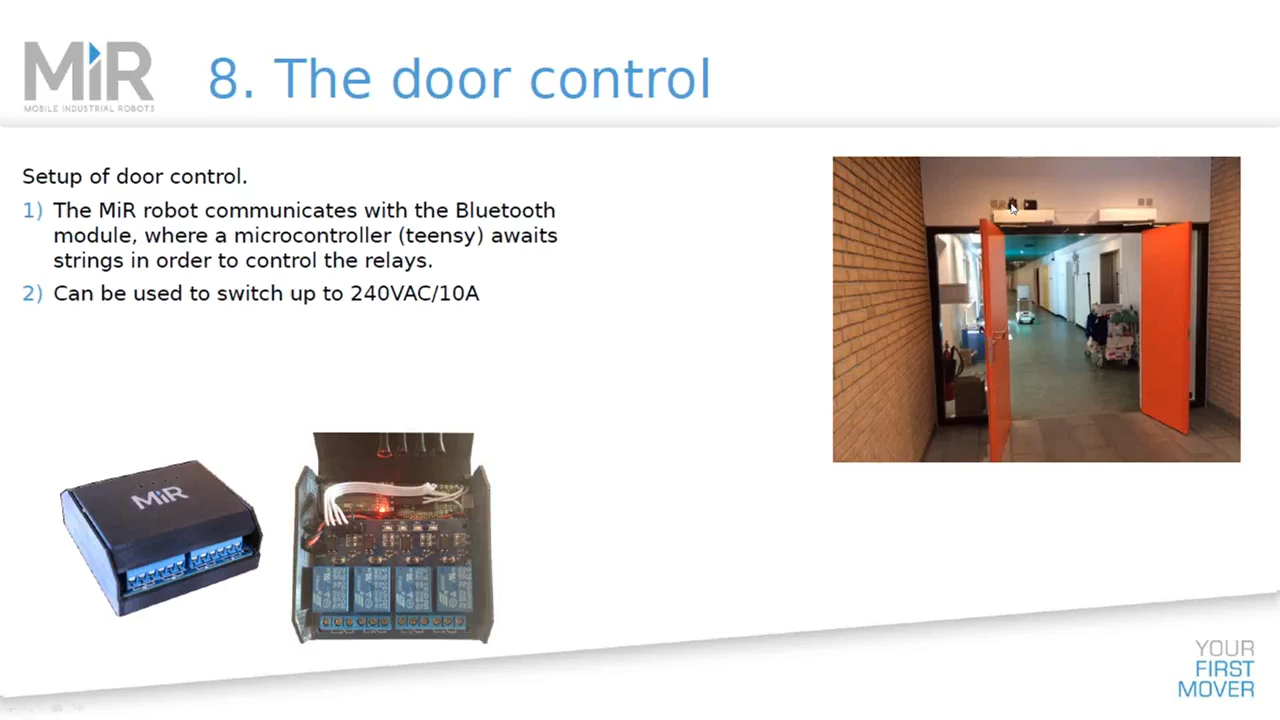 MiR
MOBILE INDUSTRIAL ROBOTS
8. The door control
Setup of door control.
1) The MiR robot communicates with the Bluetooth
module, where a microcontroller (teensy) awaits
strings in order to control the relays.
2) Can be used to switch up to 240VAC/10A
MiR
YOUR
FIRST
MOVER